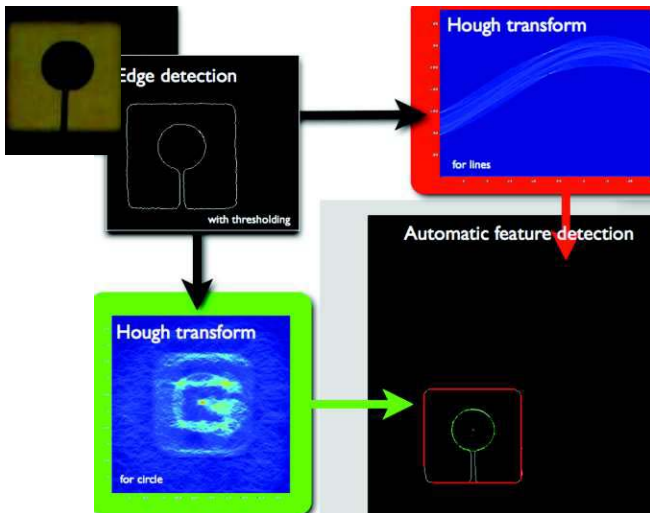 Edge detection
with thresholding
Hough transform
for lines
Automatic feature detection
Hough transform
for circle